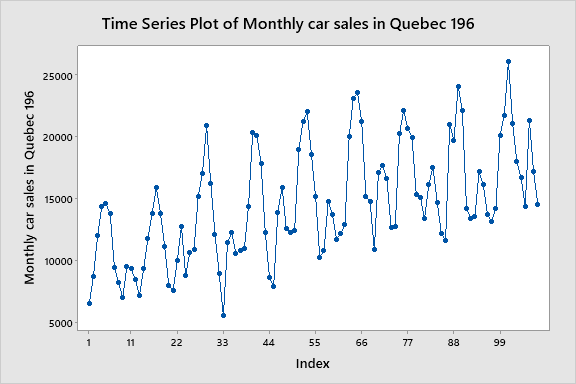 Time Series Plot of Monthly car sales in Quebec 196
Monthly car sales in Quebec 196
25000
20000
15000
10000
5000
1 11 22 33 44 55 66 77 88 99
Index